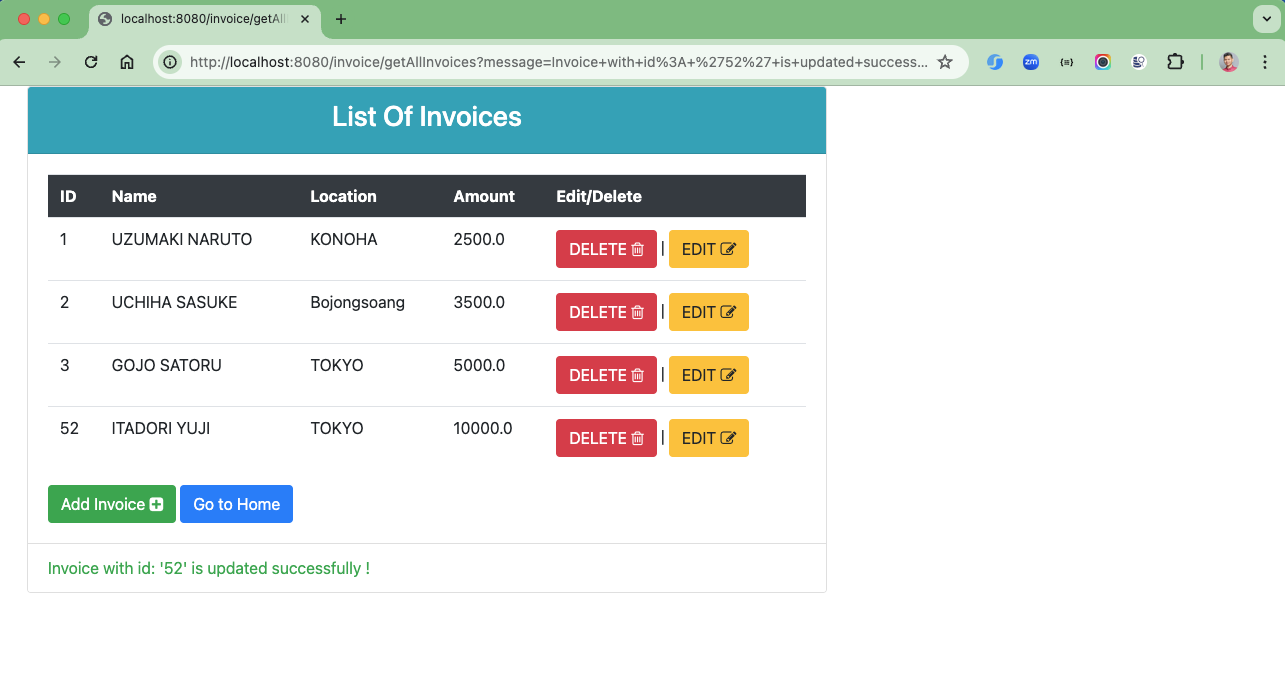 localhost:8080/invoice/getAll
http://localhost:8080/invoice/getAllInvoices?message=Invoice+with+id%3A+%2752%27+is+updated+success...
zm
List Of Invoices
ID Name Location Amount Edit/Delete
1 UZUMAKI NARUTO KONOHA 2500.0 DELETE | EDIT
2 UCHIHA SASUKE Bojongsoang 3500.0 DELETE | EDIT
3 GOJO SATORU TOKYO 5000.0 DELETE | EDIT
52 ITADORI YUJI TOKYO 10000.0 DELETE | EDIT
Add Invoice Go to Home
Invoice with id: '52' is updated successfully !